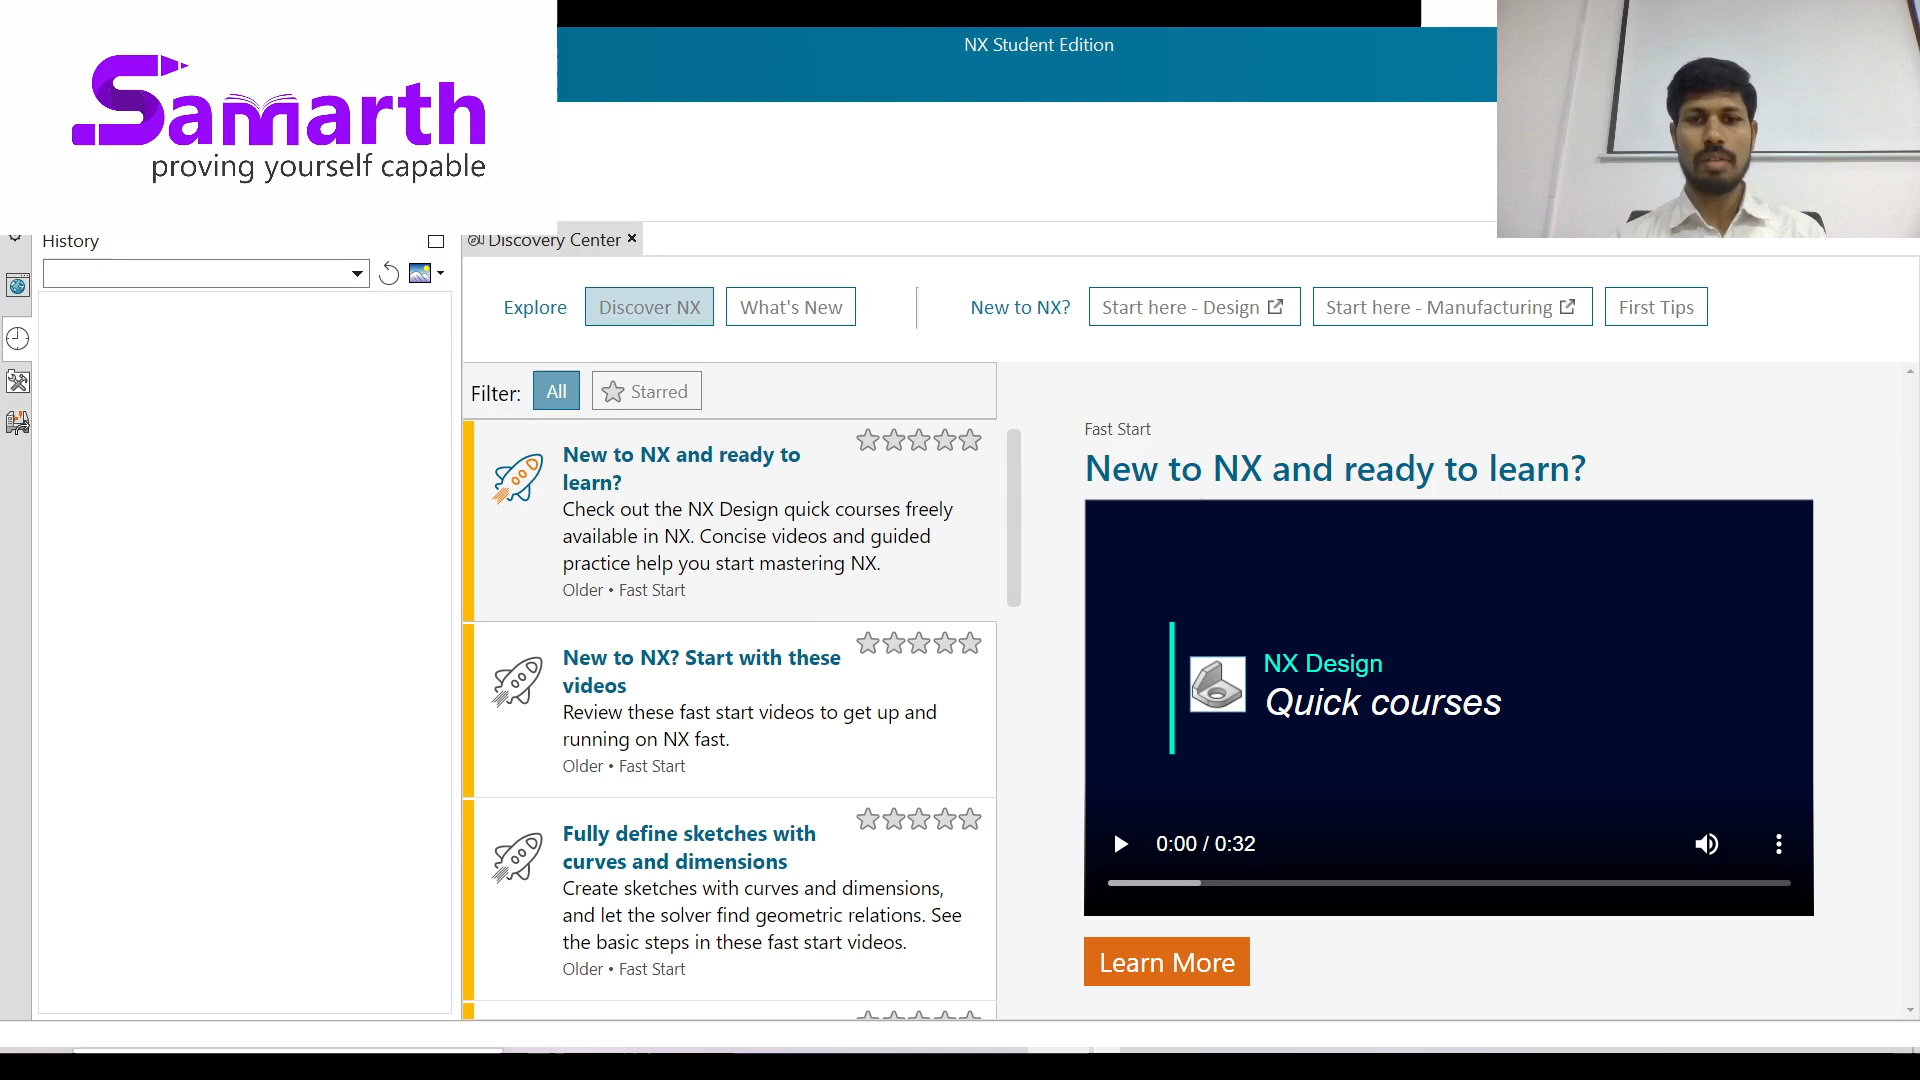 NX Student Edition
Samarth
proving yourself capable
History
Discovery Center
Explore
Discover NX
What's New
New to NX?
Start here - Design
Start here - Manufacturing
First Tips
Filter:
All
Starred
New to NX and ready to
learn?
Check out the NX Design quick courses freely
available in NX. Concise videos and guided
practice help you start mastering NX.
Older • Fast Start
New to NX? Start with these
videos
Review these fast start videos to get up and
running on NX fast.
Older • Fast Start
Fully define sketches with
curves and dimensions
Create sketches with curves and dimensions,
and let the solver find geometric relations. See
the basic steps in these fast start videos.
Older • Fast Start
Fast Start
New to NX and ready to learn?
NX Design
Quick courses
0:00 / 0:32
Learn More